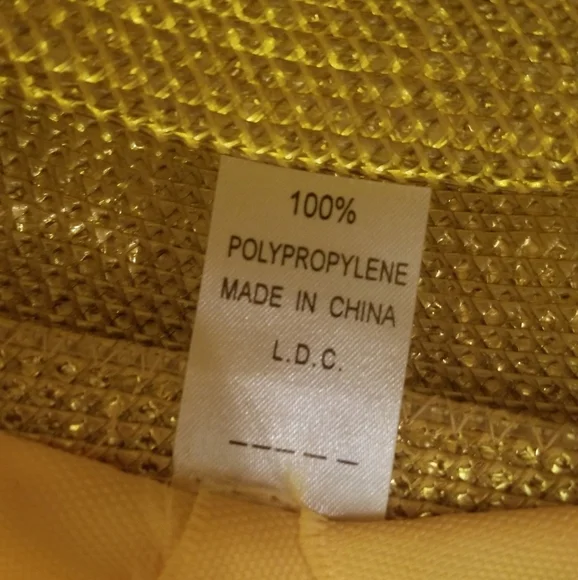 100%
POLYPROPYLENE
MADE IN CHINA
L.D.C.
– – – – –